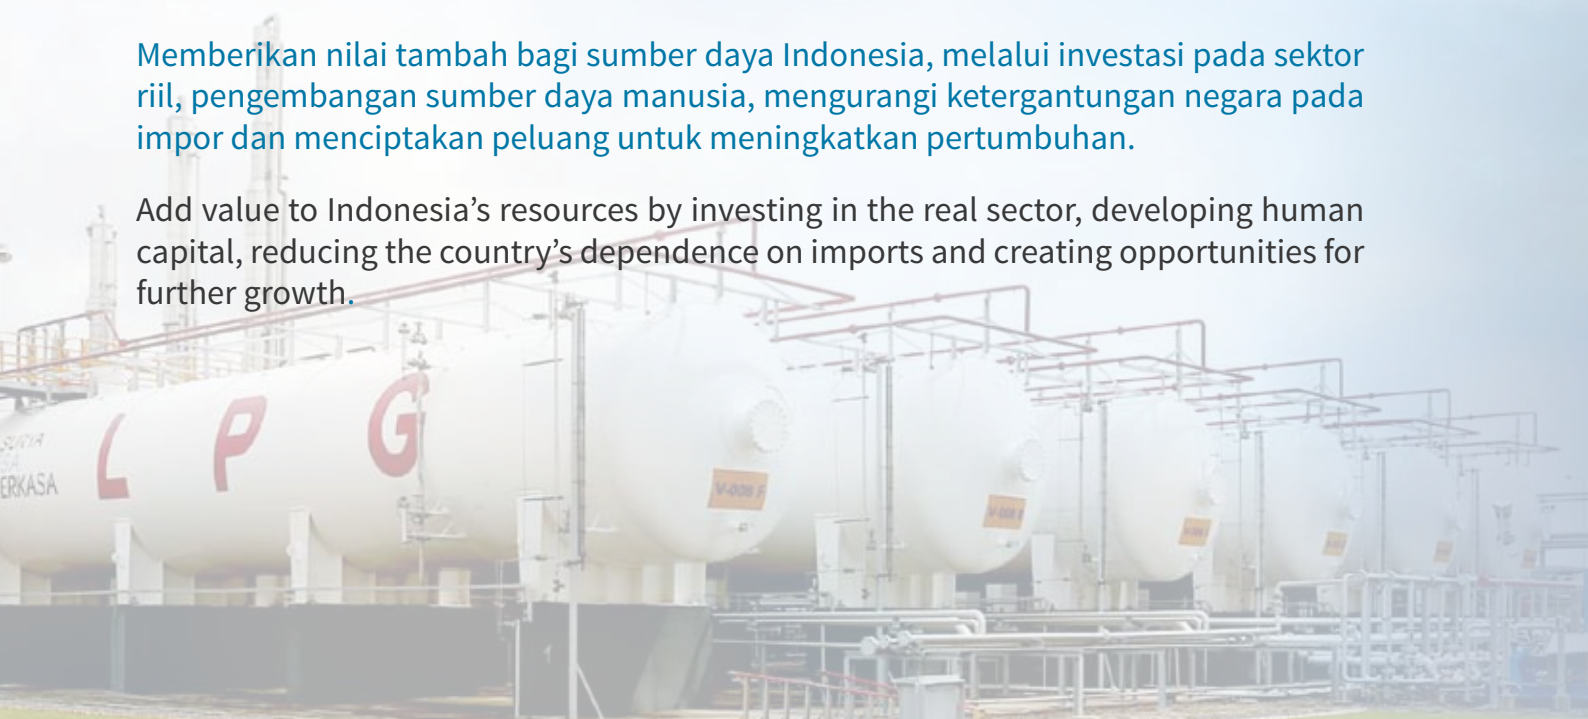 Memberikan nilai tambah bagi sumber daya Indonesia, melalui investasi pada sektor
riil, pengembangan sumber daya manusia, mengurangi ketergantungan negara pada
impor dan menciptakan peluang untuk meningkatkan pertumbuhan.
Add value to Indonesia’s resources by investing in the real sector, developing human
capital, reducing the country’s dependence on imports and creating opportunities for
further growth.
L P G
SURYA
ERKASA
V-008 F